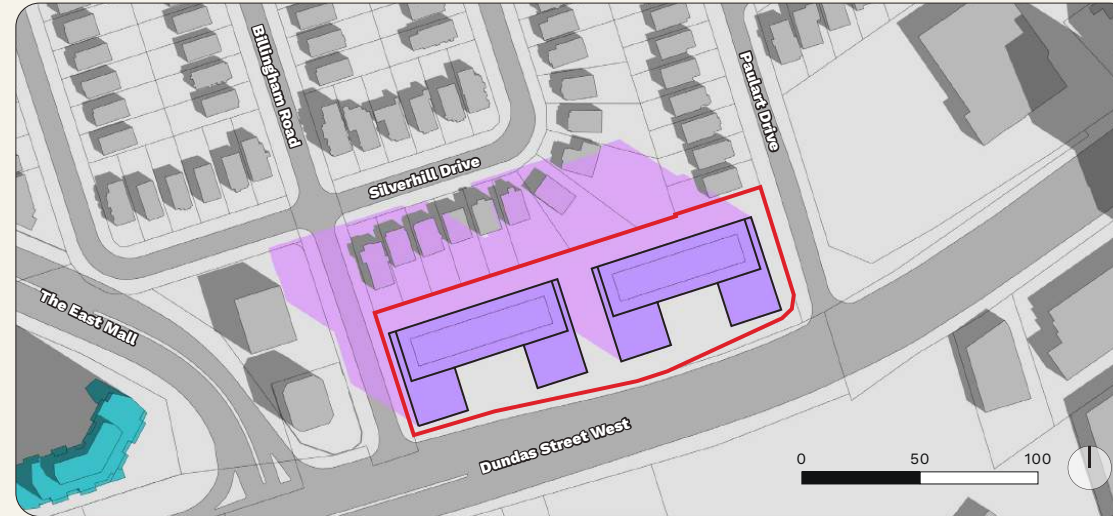 Billingham Road
Paulart Drive
Silverhill Drive
The East Mall
Dundas Street West
0 50 100